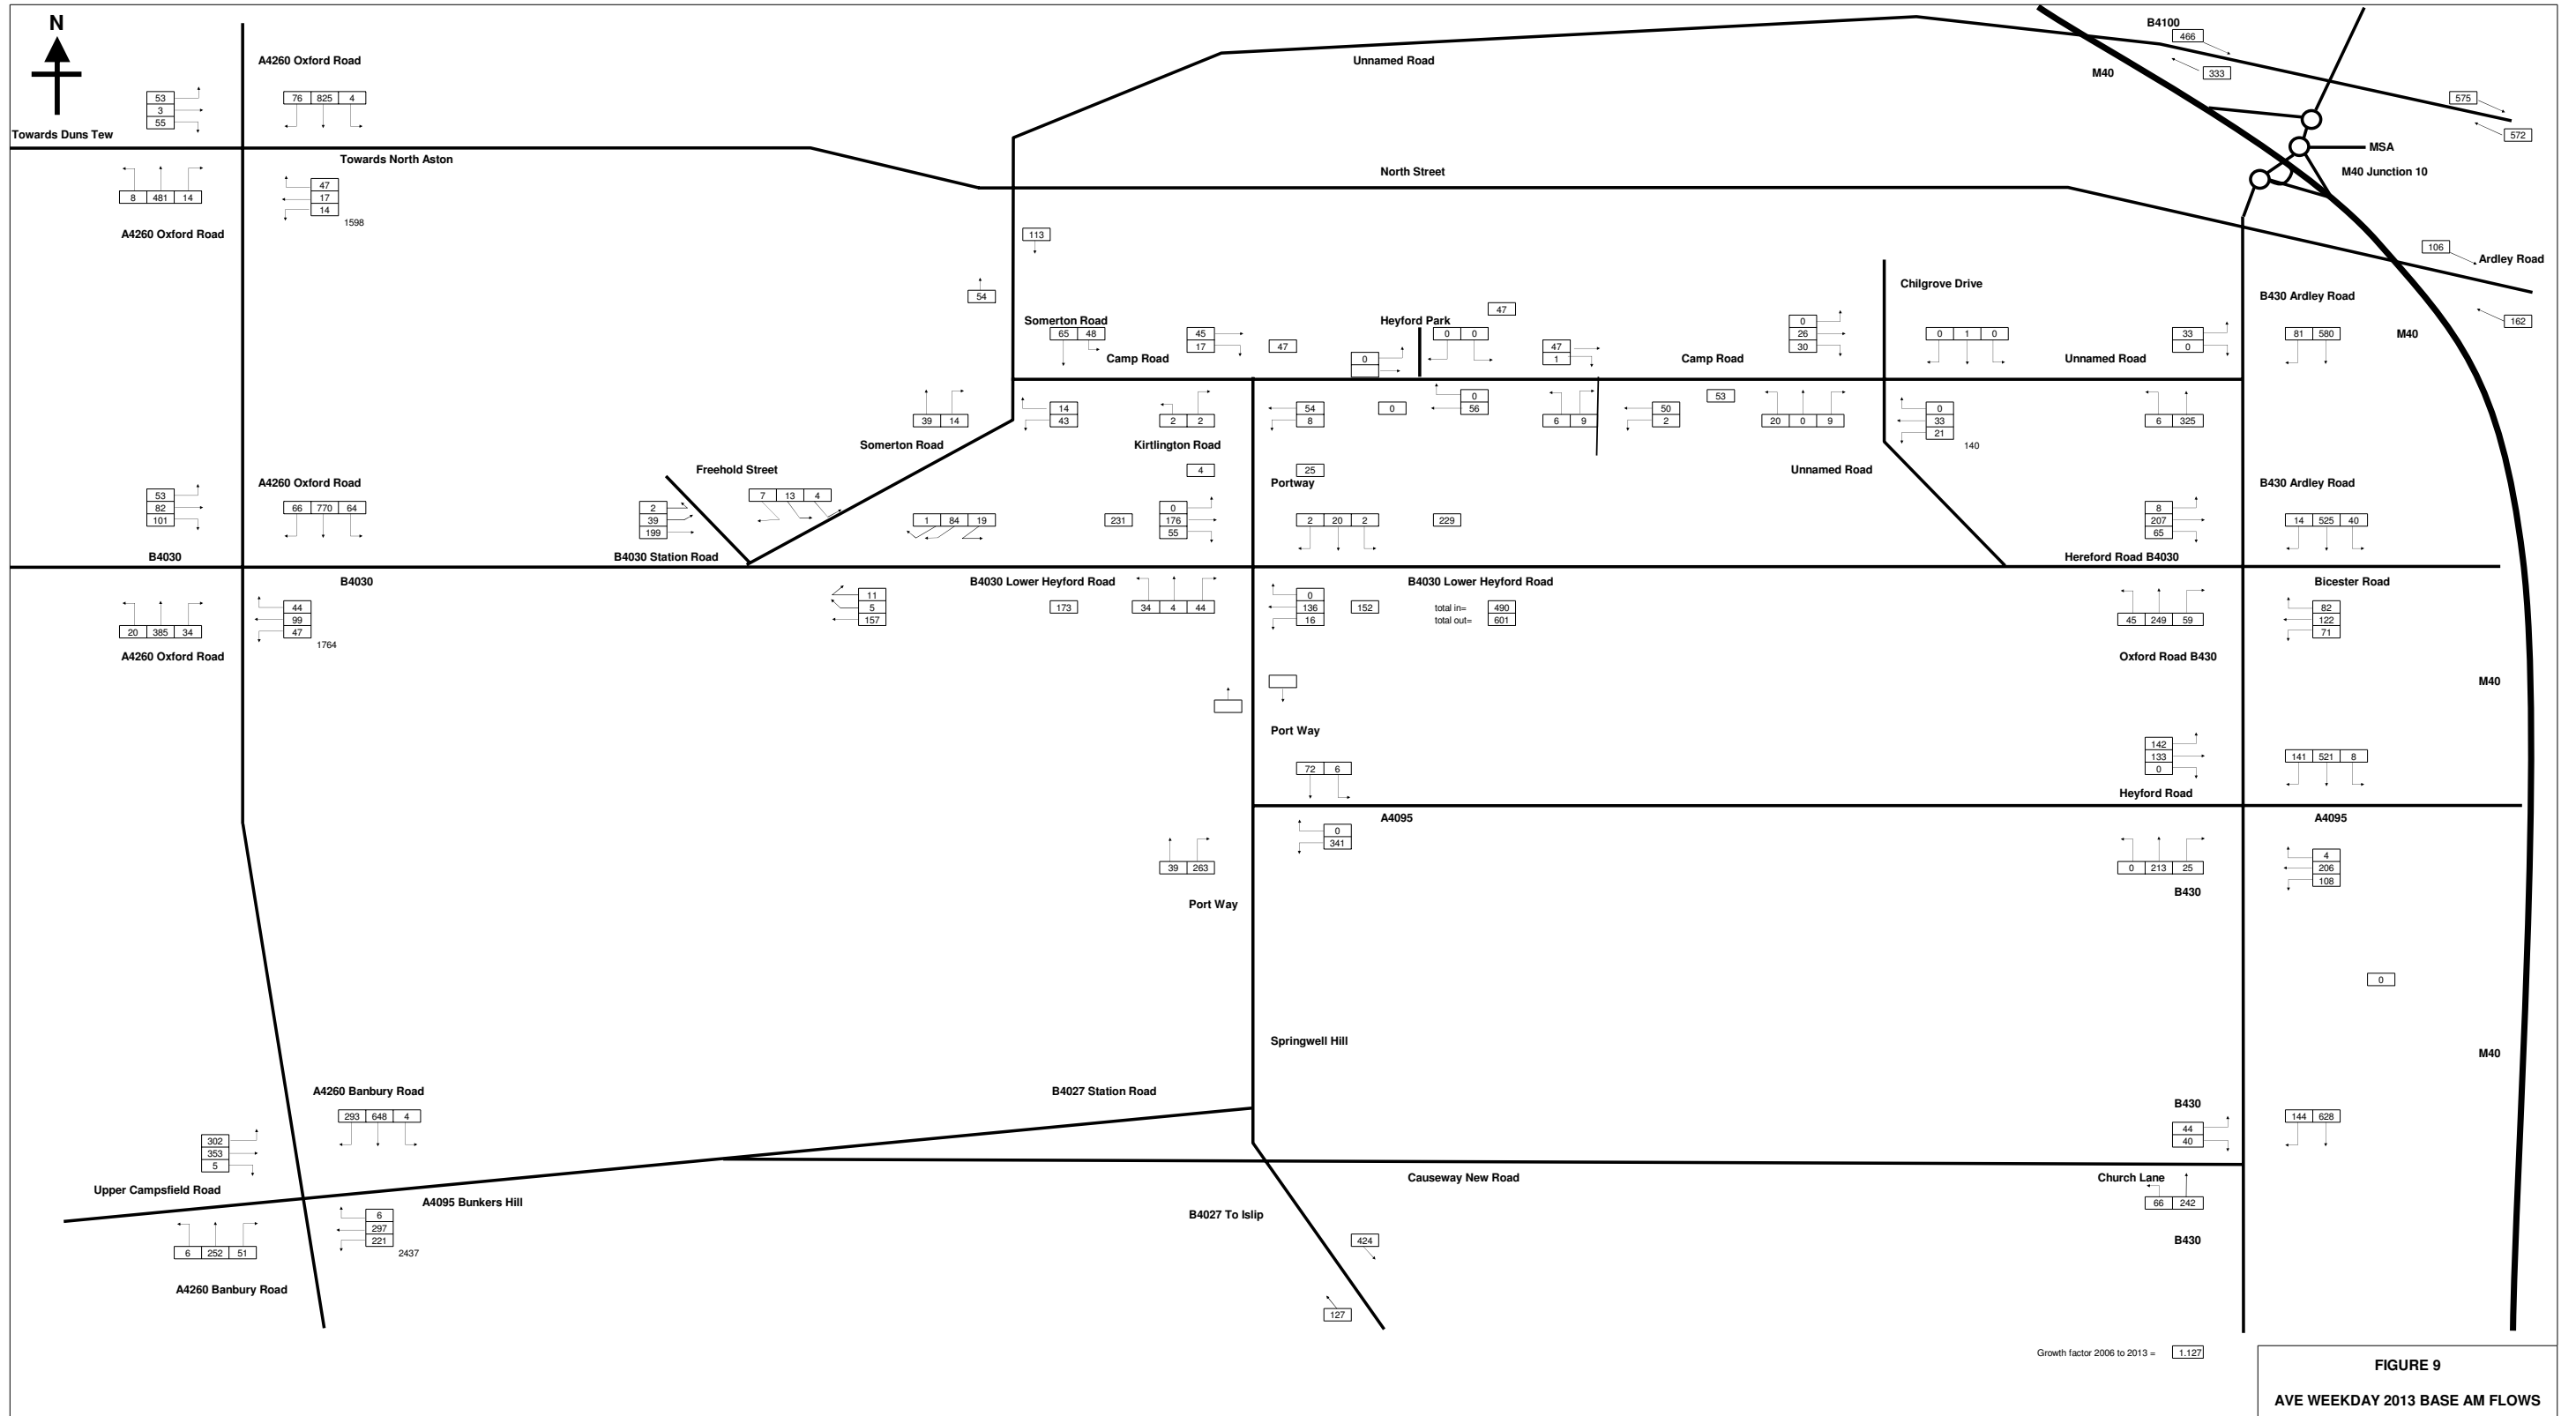 N
B4100
466
A4260 Oxford Road
Unnamed Road
M40
333
53
3
55
76 825 4
575
572
Towards Duns Tew
Towards North Aston
MSA
North Street
M40 Junction 10
8 481 14
47
17
14
1598
A4260 Oxford Road
113
106
Ardley Road
54
Chilgrove Drive
B430 Ardley Road
Somerton Road
65 48
45
17
Camp Road
47
Heyford Park
47
0 0
0
47
1
Camp Road
0
26
30
0 1 0
Unnamed Road
33
0
81 580
M40
162
39 14
14
43
2 2
54
8
0
0
56
6 9
50
2
53
20 0 9
0
33
21
140
6 325
Somerton Road
Kirtlington Road
Freehold Street
4
25
Portway
Unnamed Road
A4260 Oxford Road
B430 Ardley Road
53
82
101
66 770 64
2
39
199
7 13 4
1 84 19
231
0
176
55
2 20 2
229
8
207
65
14 525 40
B4030
B4030 Station Road
Hereford Road B4030
B4030
B4030 Lower Heyford Road
B4030 Lower Heyford Road
Bicester Road
20 385 34
44
99
47
1764
11
5
157
173
34 4 44
0
136
16
152
total in= 490
total out= 601
45 249 59
82
122
71
A4260 Oxford Road
Oxford Road B430
M40
Port Way
72 6
142
133
0
141 521 8
Heyford Road
A4095
A4095
0
341
39 263
0 213 25
4
206
108
B430
Port Way
0
Springwell Hill
M40
A4260 Banbury Road
B4027 Station Road
B430
293 648 4
302
353
5
44
40
144 628
Upper Campsfield Road
A4095 Bunkers Hill
Causeway New Road
Church Lane
66 242
B4027 To Islip
6 252 51
6
297
221
2437
424
B430
A4260 Banbury Road
127
Growth factor 2006 to 2013 = 1.127
FIGURE 9
AVE WEEKDAY 2013 BASE AM FLOWS